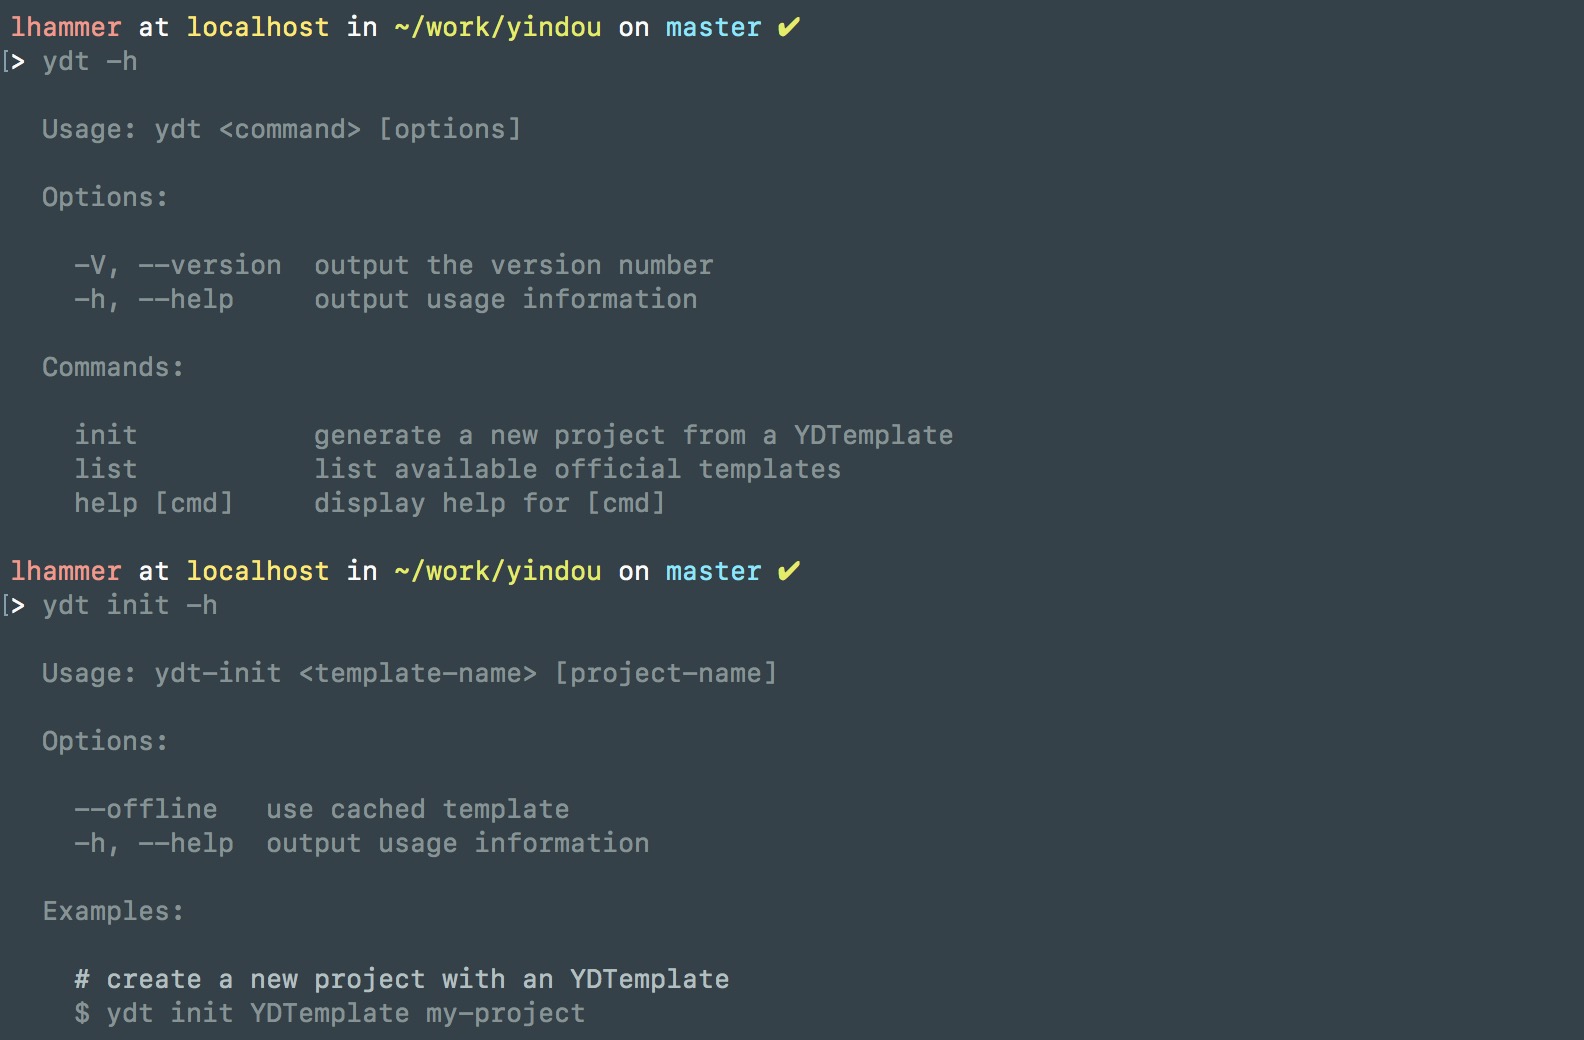 lhammer at localhost in ~/work/yindou on master ✔
[> ydt -h
Usage: ydt <command> [options]
Options:
-V, --version  output the version number
-h, --help     output usage information
Commands:
init           generate a new project from a YDTemplate
list           list available official templates
help [cmd]     display help for [cmd]
lhammer at localhost in ~/work/yindou on master ✔
[> ydt init -h
Usage: ydt-init <template-name> [project-name]
Options:
--offline   use cached template
-h, --help  output usage information
Examples:
# create a new project with an YDTemplate
$ ydt init YDTemplate my-project